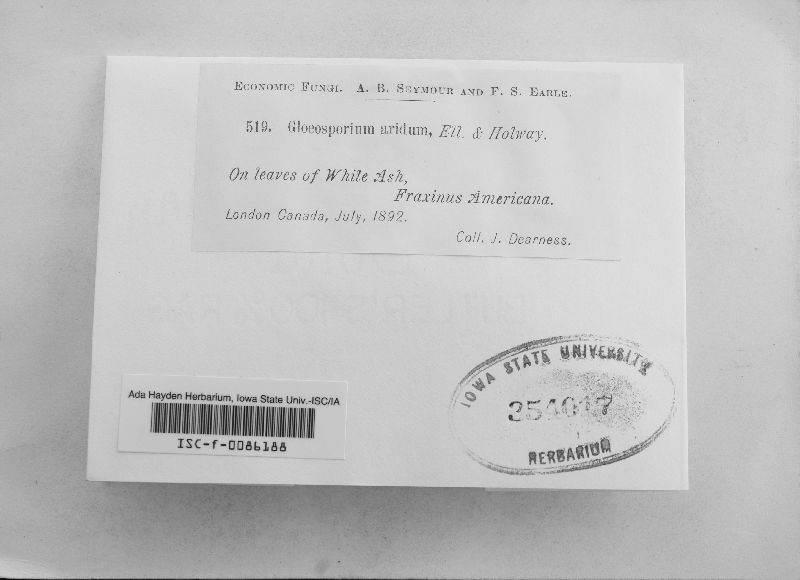 Economic Fungi. A. B. Seymour and F. S. Earle.
519. Gloeosporium aridum, Ell. & Holway.
On leaves of White Ash,
Fraxinus Americana.
London Canada, July, 1892.
Coll. J. Dearness.
IOWA STATE UNIVERSITY
354017
HERBARIUM
Ada Hayden Herbarium, Iowa State Univ.-ISC/IA
ISC-f-0086188